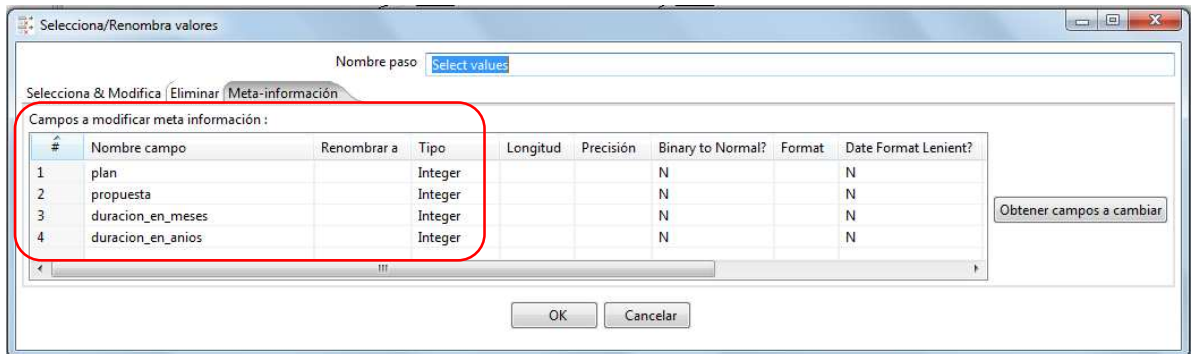 Selecciona/Renombra valores
Nombre paso Select values
Selecciona & Modifica Eliminar Meta-información
Campos a modificar meta información :
# Nombre campo Renombrar a Tipo Longitud Precisión Binary to Normal? Format Date Format Lenient?
1 plan Integer N N
2 propuesta Integer N N
3 duracion_en_meses Integer N N
4 duracion_en_anios Integer N N
Obtener campos a cambiar
OK Cancelar